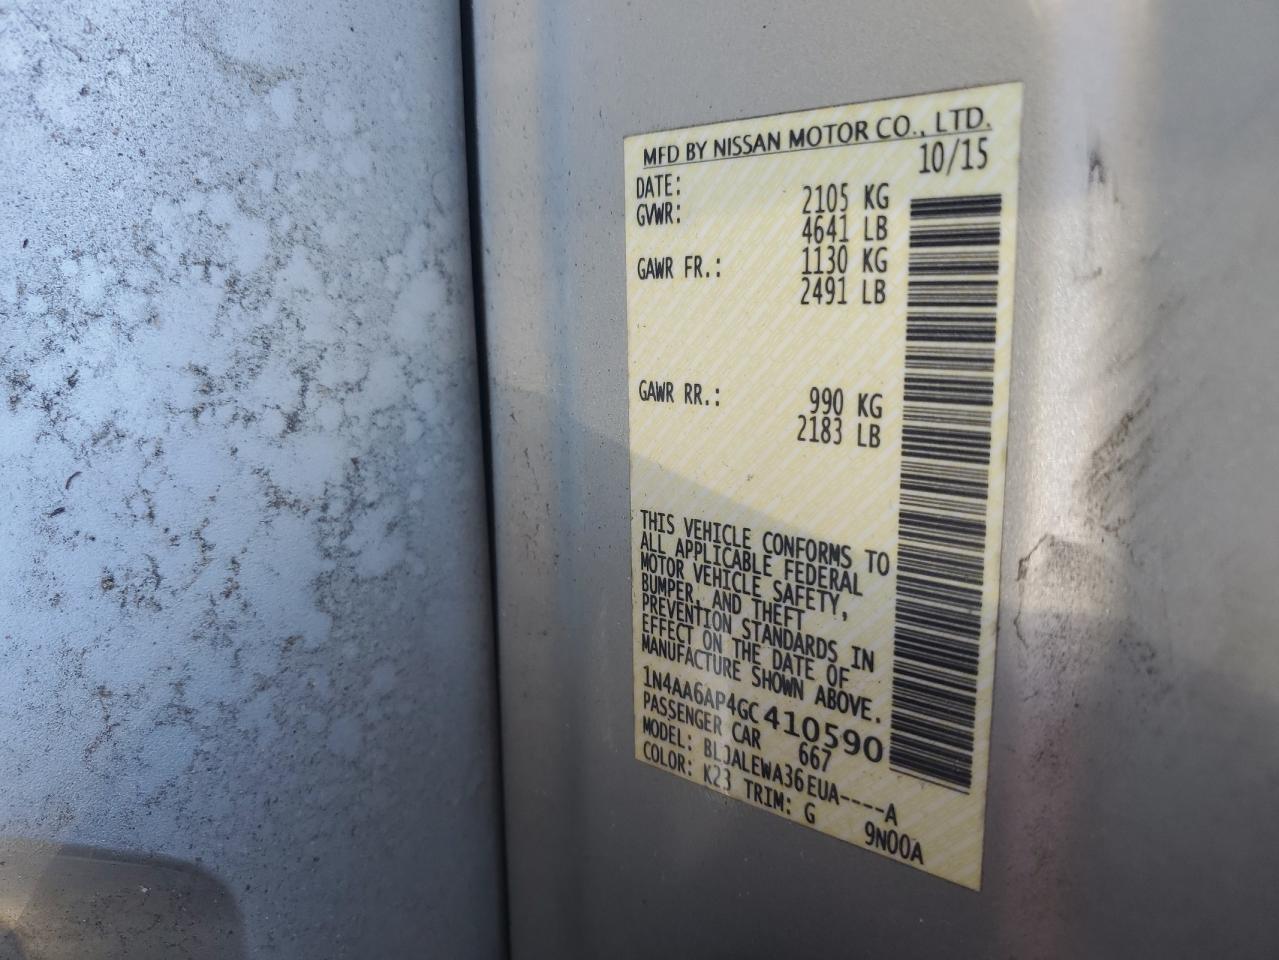 MFD BY NISSAN MOTOR CO., LTD.
DATE: 10/15
GVWR: 2105 KG
4641 LB
GAWR FR.: 1130 KG
2491 LB
GAWR RR.: 990 KG
2183 LB
THIS VEHICLE CONFORMS TO
ALL APPLICABLE FEDERAL
MOTOR VEHICLE SAFETY,
BUMPER, AND THEFT
PREVENTION STANDARDS IN
EFFECT ON THE DATE OF
MANUFACTURE SHOWN ABOVE.
1N4AA6AP4GC410590
PASSENGER CAR 667
MODEL: A
COLOR: K23 TRIM: G 9N00A